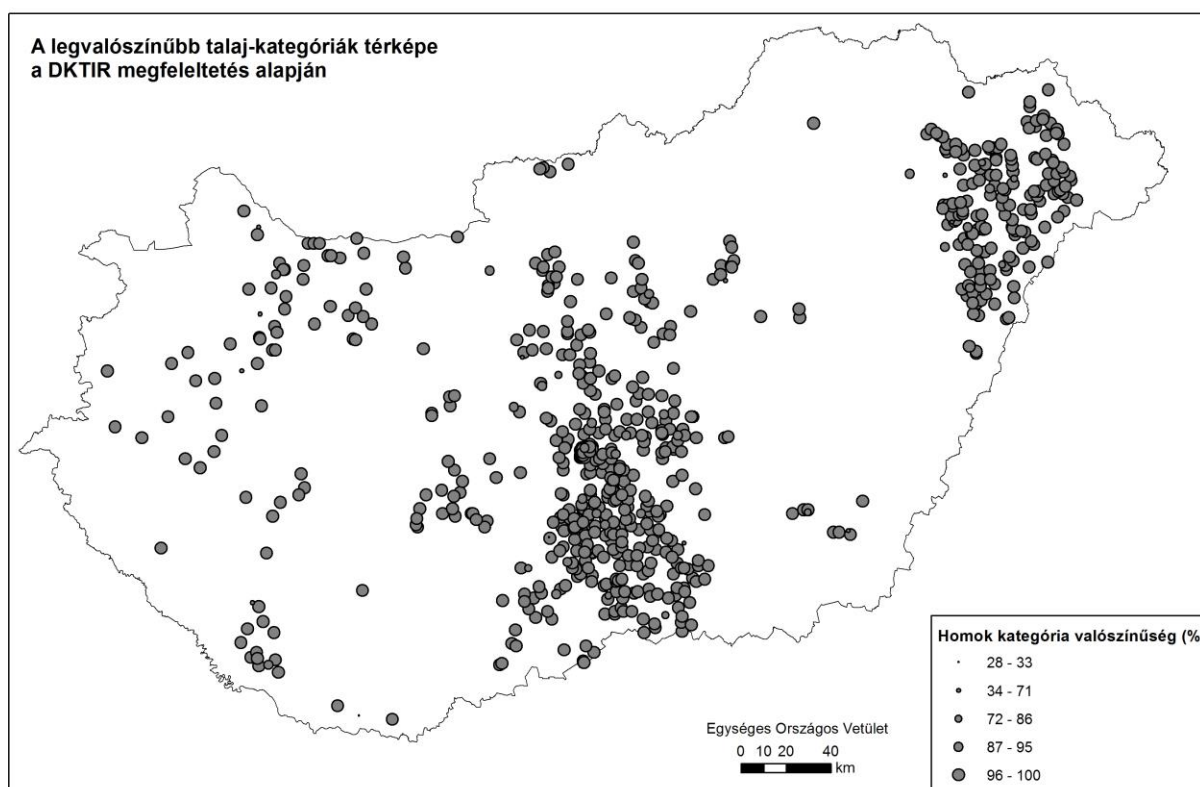 A legvalószínűbb talaj-kategóriák térképe
a DKTIR megfeleltetés alapján
Homok kategória valószínűség (%
28 - 33
34 - 71
72 - 86
87 - 95
96 - 100
Egységes Országos Vetület
0 10 20 40
km